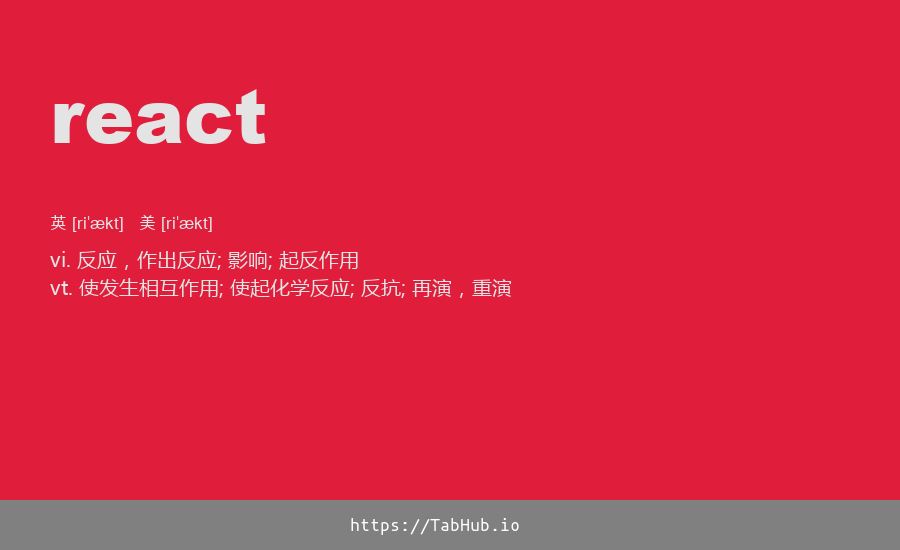 react
英 [ri'ækt] 美 [ri'ækt]
vi. 反应，作出反应; 影响; 起反作用
vt. 使发生相互作用; 使起化学反应; 反抗; 再演，重演
https://TabHub.io